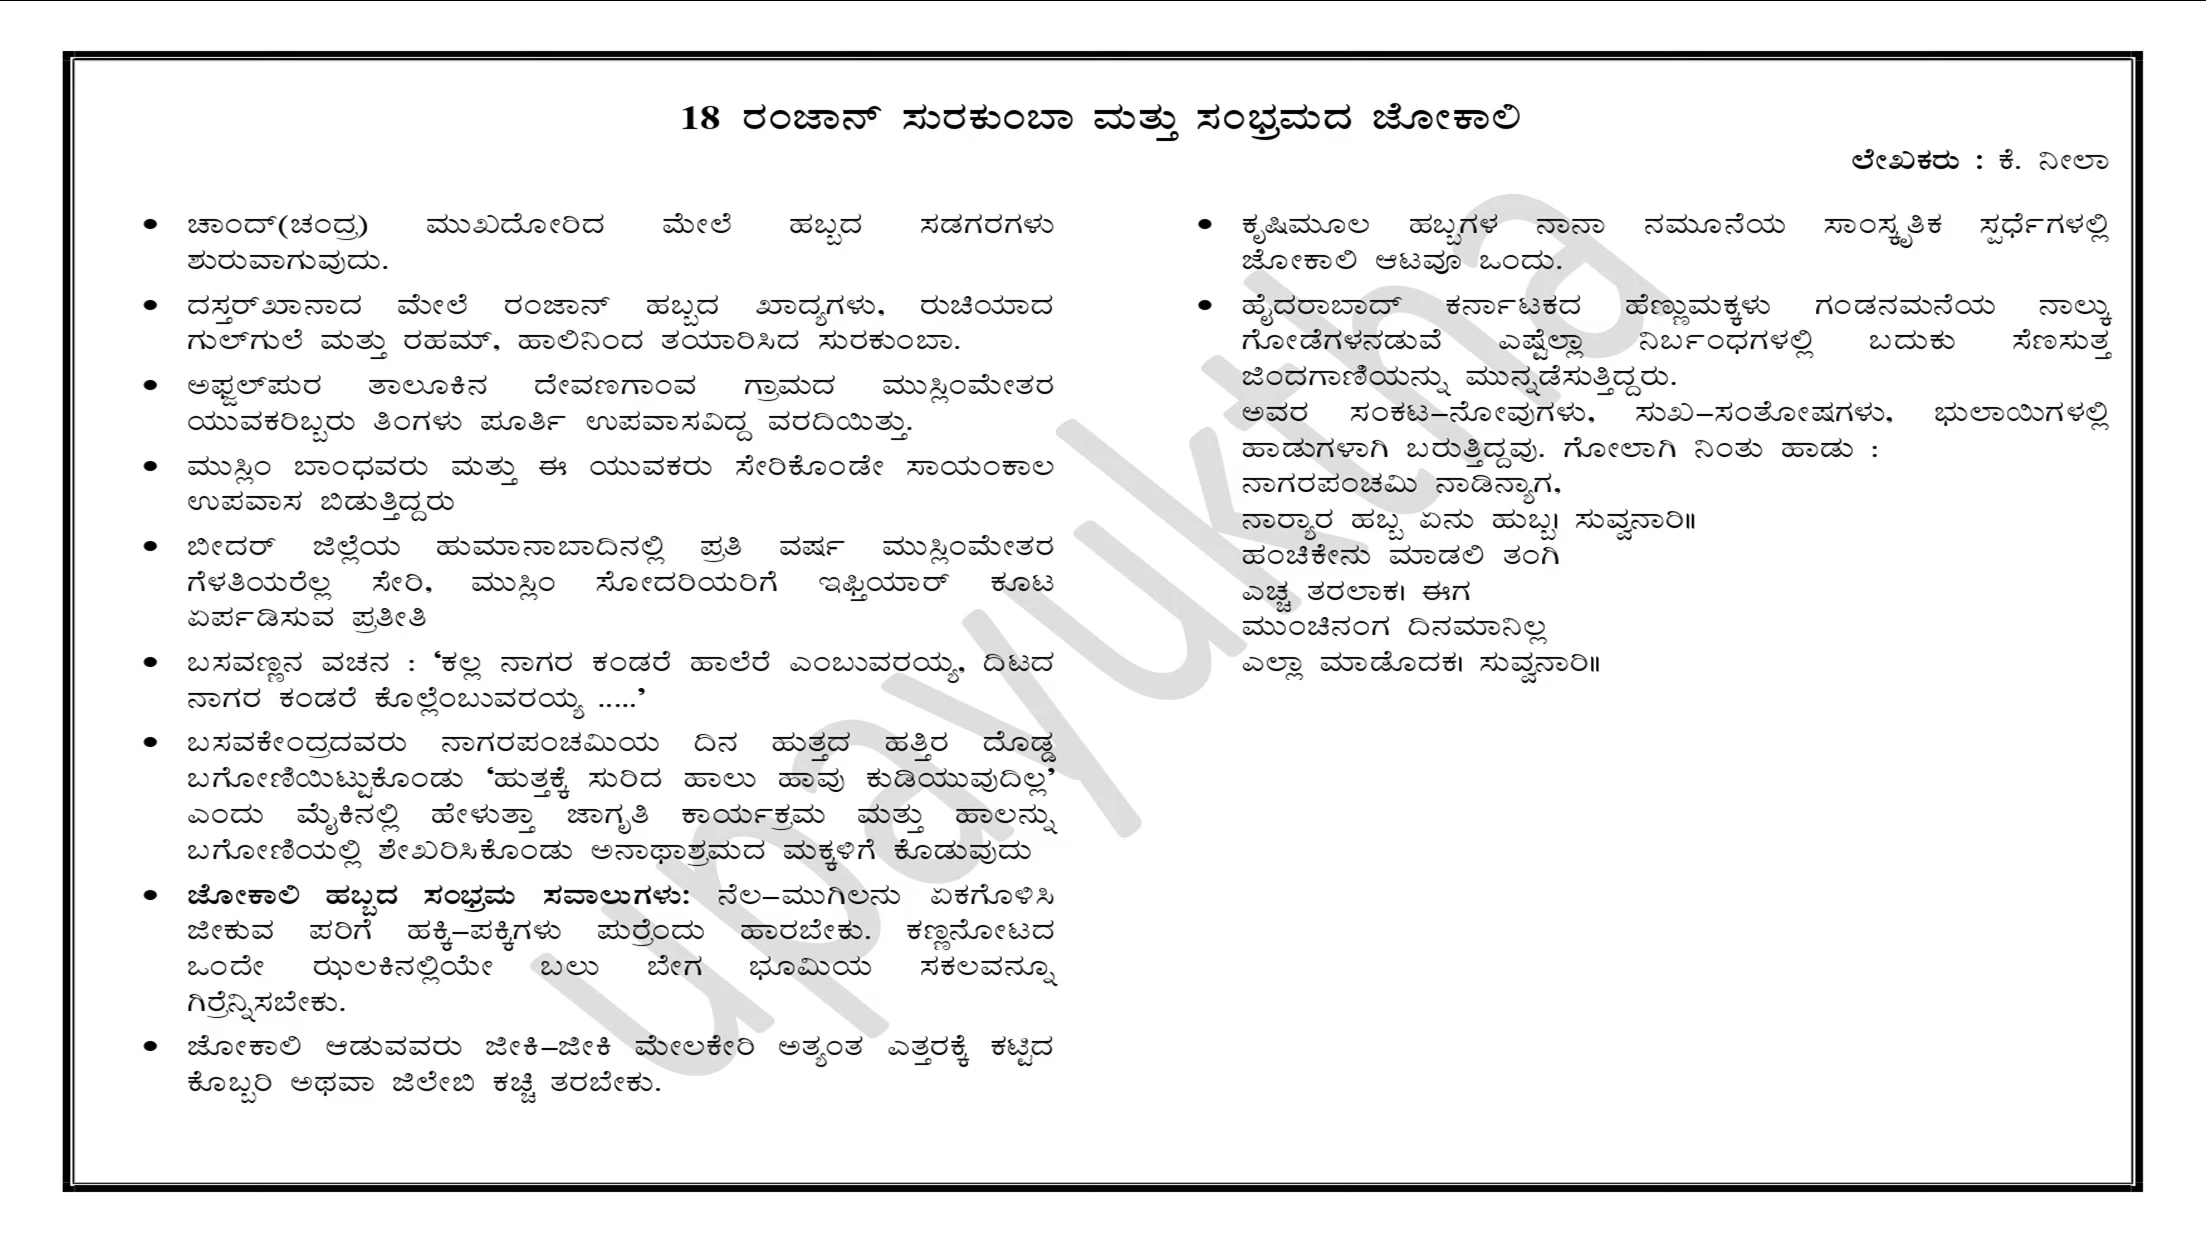 18 ರಂಜಾನ್ ಸುರಕುಂಬಾ ಮತ್ತು ಸಂಭ್ರಮದ ಜೋಕಾಲಿ
ಲೇಖಕರು : ಕೆ. ನೀಲಾ
• ಚಾಂದ್(ಚಂದ್ರ) ಮುಖದೋರಿದ ಮೇಲೆ ಹಬ್ಬದ ಸಡಗರಗಳು
ಶುರುವಾಗುವುದು.
• ದಸ್ತರ್‌ಖಾನಾದ ಮೇಲೆ ರಂಜಾನ್ ಹಬ್ಬದ ಖಾದ್ಯಗಳು, ರುಚಿಯಾದ
ಗುಲ್‌ಗುಲೆ ಮತ್ತು ರಹಮ್, ಹಾಲಿನಿಂದ ತಯಾರಿಸಿದ ಸುರಕುಂಬಾ.
• ಅಫ್ಜಲ್‌ಪುರ ತಾಲೂಕಿನ ದೇವಣಗಾಂವ ಗ್ರಾಮದ ಮುಸ್ಲಿಂಮೇತರ
ಯುವಕರಿಬ್ಬರು ತಿಂಗಳು ಪೂರ್ತಿ ಉಪವಾಸವಿದ್ದ ವರದಿಯಿತ್ತು.
• ಮುಸ್ಲಿಂ ಬಾಂಧವರು ಮತ್ತು ಈ ಯುವಕರು ಸೇರಿಕೊಂಡೇ ಸಾಯಂಕಾಲ
ಉಪವಾಸ ಬಿಡುತ್ತಿದ್ದರು
• ಬೀದರ್ ಜಿಲ್ಲೆಯ ಹುಮಾನಾಬಾದಿನಲ್ಲಿ ಪ್ರತಿ ವರ್ಷ ಮುಸ್ಲಿಂಮೇತರ
ಗೆಳತಿಯರೆಲ್ಲ ಸೇರಿ, ಮುಸ್ಲಿಂ ಸೋದರಿಯರಿಗೆ ಇಫ್ತಿಯಾರ್ ಕೂಟ
ಏರ್ಪಡಿಸುವ ಪ್ರತೀತಿ
• ಬಸವಣ್ಣನ ವಚನ : ‘ಕಲ್ಲ ನಾಗರ ಕಂಡರೆ ಹಾಲೆರೆ ಎಂಬುವರಯ್ಯ, ದಿಟದ
ನಾಗರ ಕಂಡರೆ ಕೊಲ್ಲೆಂಬುವರಯ್ಯ .....’
• ಬಸವಕೇಂದ್ರದವರು ನಾಗರಪಂಚಮಿಯ ದಿನ ಹುತ್ತದ ಹತ್ತಿರ ದೊಡ್ಡ
ಬಗೋಣಿಯಿಟ್ಟುಕೊಂಡು ‘ಹುತ್ತಕ್ಕೆ ಸುರಿದ ಹಾಲು ಹಾವು ಕುಡಿಯುವುದಿಲ್ಲ’
ಎಂದು ಮೈಕಿನಲ್ಲಿ ಹೇಳುತಾ್ತ ಜಾಗೃತಿ ಕಾರ್ಯಕ್ರಮ ಮತ್ತು ಹಾಲನ್ನು
ಬಗೋಣಿಯಲ್ಲಿ ಶೇಖರಿಸಿಕೊಂಡು ಅನಾಥಾಶ್ರಮದ ಮಕ್ಕಳಿಗೆ ಕೊಡುವುದು
• ಜೋಕಾಲಿ ಹಬ್ಬದ ಸಂಭ್ರಮ ಸವಾಲುಗಳು: ನೆಲ–ಮುಗಿಲನು ಏಕಗೊಳಿಸಿ
ಜೀಕುವ ಪರಿಗೆ ಹಕ್ಕಿ–ಪಕ್ಕಿಗಳು ಪುರ್ರೆಂದು ಹಾರಬೇಕು. ಕಣ್ಣನೋಟದ
ಒಂದೇ ಝಲಕಿನಲ್ಲಿಯೇ ಬಲು ಬೇಗ ಭೂಮಿಯ ಸಕಲವನ್ನೂ
ಗಿರ್ರೆನ್ನಿಸಬೇಕು.
• ಜೋಕಾಲಿ ಆಡುವವರು ಜೀಕಿ–ಜೀಕಿ ಮೇಲಕೇರಿ ಅತ್ಯಂತ ಎತ್ತರಕ್ಕೆ ಕಟ್ಟಿದ
ಕೊಬ್ಬರಿ ಅಥವಾ ಜಿಲೇಬಿ ಕಚ್ಚಿ ತರಬೇಕು.
• ಕೃಷಿಮೂಲ ಹಬ್ಬಗಳ ನಾನಾ ನಮೂನೆಯ ಸಾಂಸ್ಕೃತಿಕ ಸ್ಪರ್ಧೆಗಳಲ್ಲಿ
ಜೋಕಾಲಿ ಆಟವೂ ಒಂದು.
• ಹೈದರಾಬಾದ್ ಕರ್ನಾಟಕದ ಹೆಣ್ಣುಮಕ್ಕಳು ಗಂಡನಮನೆಯ ನಾಲ್ಕು
ಗೋಡೆಗಳನಡುವೆ ಎಷ್ಟೆಲ್ಲಾ ನಿರ್ಬಂಧಗಳಲ್ಲಿ ಬದುಕು ಸೆಣಸುತ್ತ
ಜಿಂದಗಾಣಿಯನ್ನು ಮುನ್ನಡೆಸುತ್ತಿದ್ದರು.
ಅವರ ಸಂಕಟ–ನೋವುಗಳು, ಸುಖ–ಸಂತೋಷಗಳು, ಭುಲಾಯಿಗಳಲ್ಲಿ
ಹಾಡುಗಳಾಗಿ ಬರುತ್ತಿದ್ದವು. ಗೋಲಾಗಿ ನಿಂತು ಹಾಡು :
ನಾಗರಪಂಚಮಿ ನಾಡಿನ್ಯಾಗ,
ನಾರ‍್ಯಾರ ಹಬ್ಬ ಏನು ಹುಬ್ಬ। ಸುವ್ವನಾರಿ॥
ಹಂಚಿಕೇನು ಮಾಡಲಿ ತಂಗಿ
ಎಚ್ಚ ತರಲಾಕ। ಈಗ
ಮುಂಚಿನಂಗ ದಿನಮಾನಿಲ್ಲ
ಎಲ್ಲಾ ಮಾಡೊದಕ। ಸುವ್ವನಾರಿ॥
upayuktha